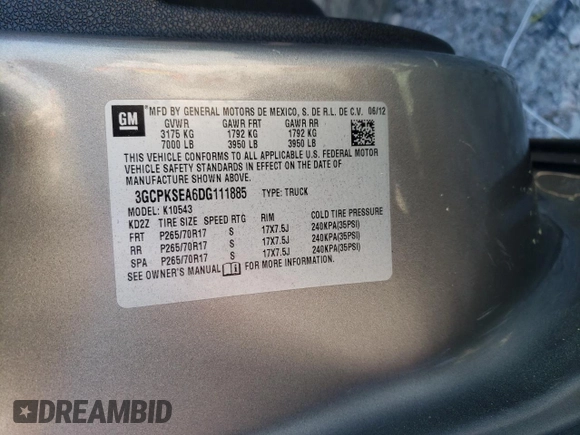 GM MFD BY GENERAL MOTORS DE MEXICO, S. DE R.L. DE C.V. 06/12
GVWR GAWR FRT GAWR RR
3175 KG 1792 KG 1792 KG
7000 LB 3950 LB 3950 LB
THIS VEHICLE CONFORMS TO ALL APPLICABLE U.S. FEDERAL MOTOR
VEHICLE SAFETY STANDARDS IN EFFECT ON THE DATE OF
MANUFACTURE SHOWN ABOVE.
3GCPKSEA6DG111885 TYPE: TRUCK
MODEL: K10543
KD2Z TIRE SIZE SPEED RTG RIM COLD TIRE PRESSURE
FRT P265/70R17 S 17X7.5J 240KPA(35PSI)
RR P265/70R17 S 17X7.5J 240KPA(35PSI)
SPA P265/70R17 S 17X7.5J 240KPA(35PSI)
SEE OWNER'S MANUAL FOR MORE INFORMATION.
DREAMBID